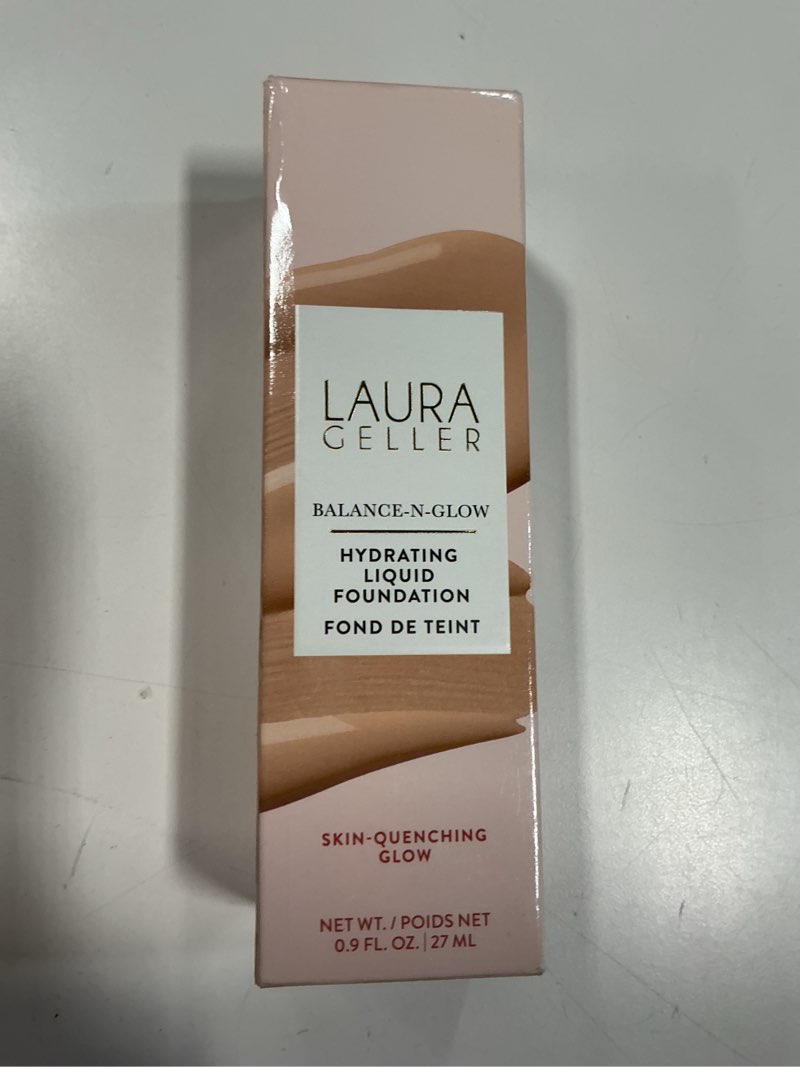 LAURA
GELLER
BALANCE-N-GLOW
HYDRATING
LIQUID
FOUNDATION
FOND DE TEINT
SKIN-QUENCHING
GLOW
NET WT. / POIDS NET
0.9 FL. OZ. | 27 ML